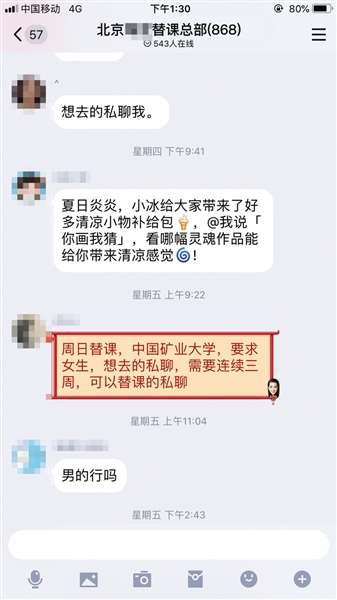 中国移动 4G
下午1:30
80%
57
北京
替课总部(868)
543人在线
想去的私聊我。
星期四 下午9:41
夏日炎炎，小冰给大家带来了好
多清凉小物补给包🍦，@我说「
你画我猜」，看哪幅灵魂作品能
给你带来清凉感觉🌀！
星期五 上午9:22
周日替课，中国矿业大学，要求
女生，想去的私聊，需要连续三
周，可以替课的私聊
星期五 上午11:04
男的行吗
星期五 下午2:43